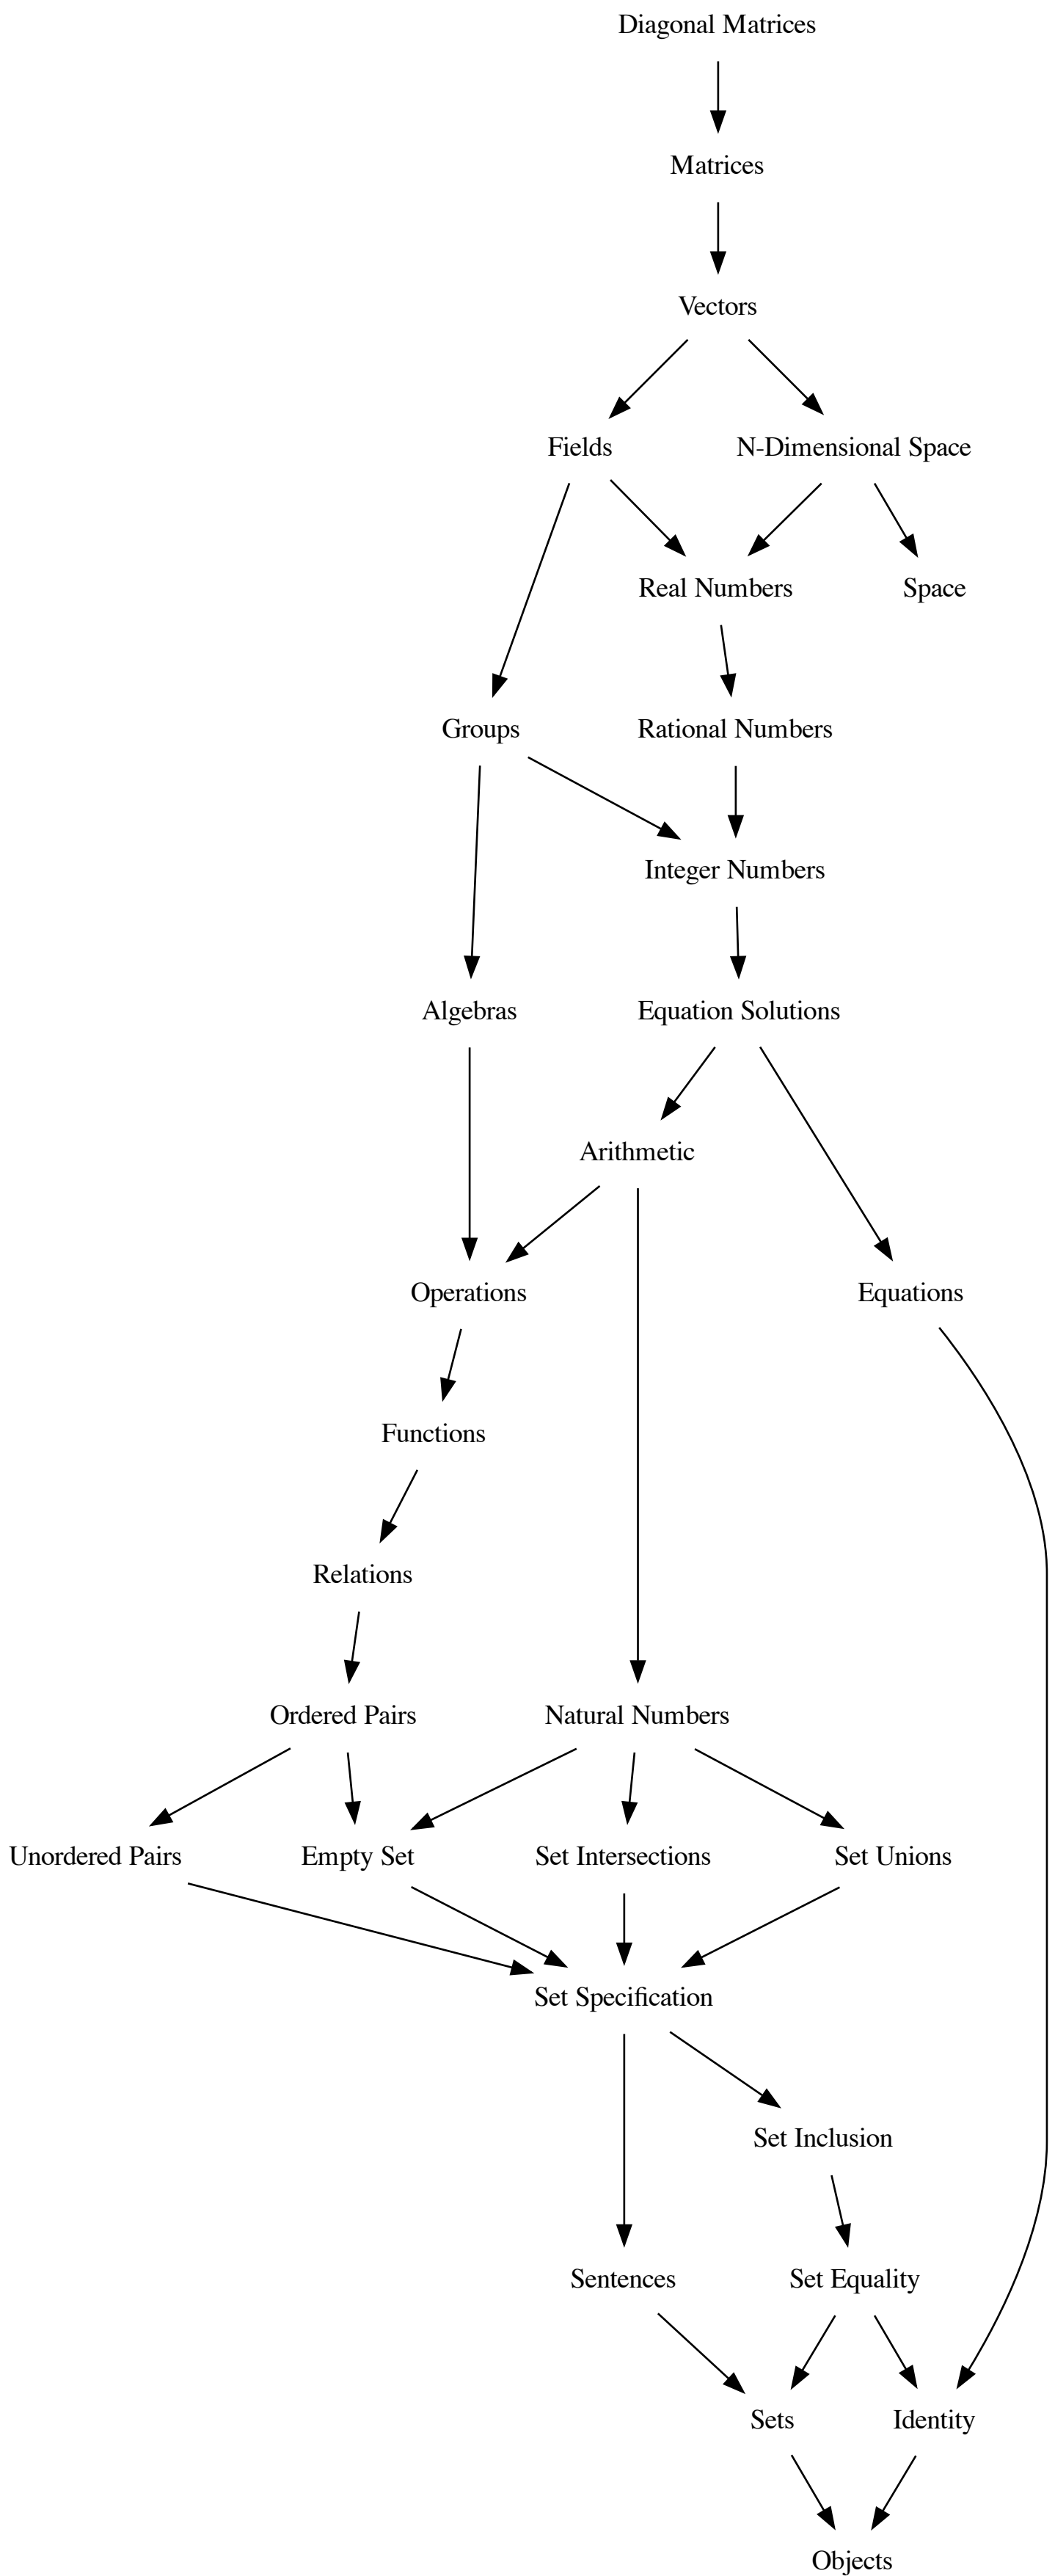 Diagonal Matrices
Matrices
Vectors
Fields
N-Dimensional Space
Real Numbers
Space
Groups
Rational Numbers
Integer Numbers
Algebras
Equation Solutions
Arithmetic
Operations
Equations
Functions
Relations
Ordered Pairs
Natural Numbers
Unordered Pairs
Empty Set
Set Intersections
Set Unions
Set Specification
Set Inclusion
Sentences
Set Equality
Sets
Identity
Objects